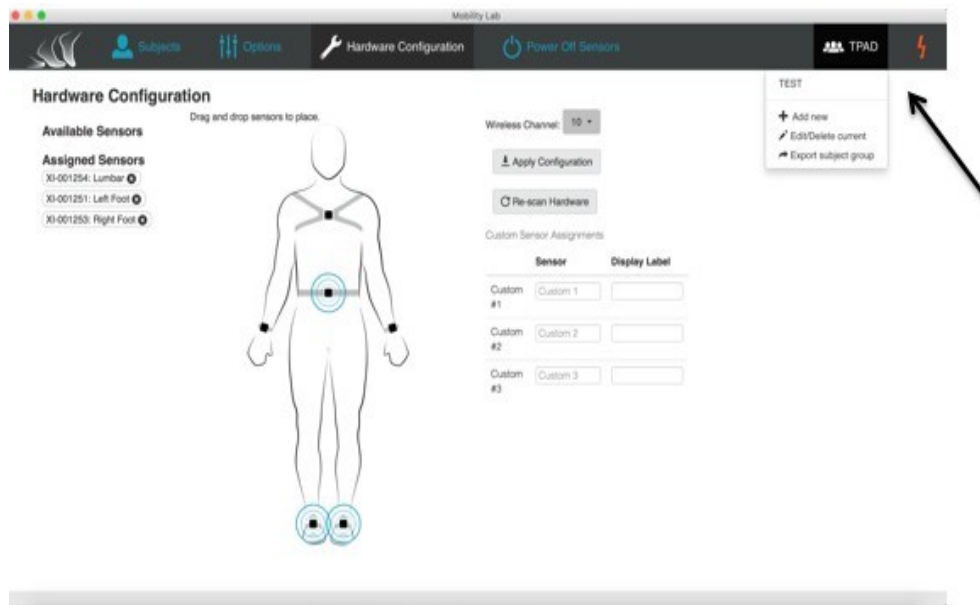 Mobility Lab
Subjects
Options
Hardware Configuration
Power Off Sensors
TPAD
TEST
Add new
Edit/Delete current
Export subject group
Hardware Configuration
Drag and drop sensors to place.
Available Sensors
Assigned Sensors
XI-001254: Lumbar
XI-001251: Left Foot
XI-001253: Right Foot
Wireless Channel: 10
Apply Configuration
Re-scan Hardware
Custom Sensor Assignments
Sensor Display Label
Custom #1 Custom 1
Custom #2 Custom 2
Custom #3 Custom 3